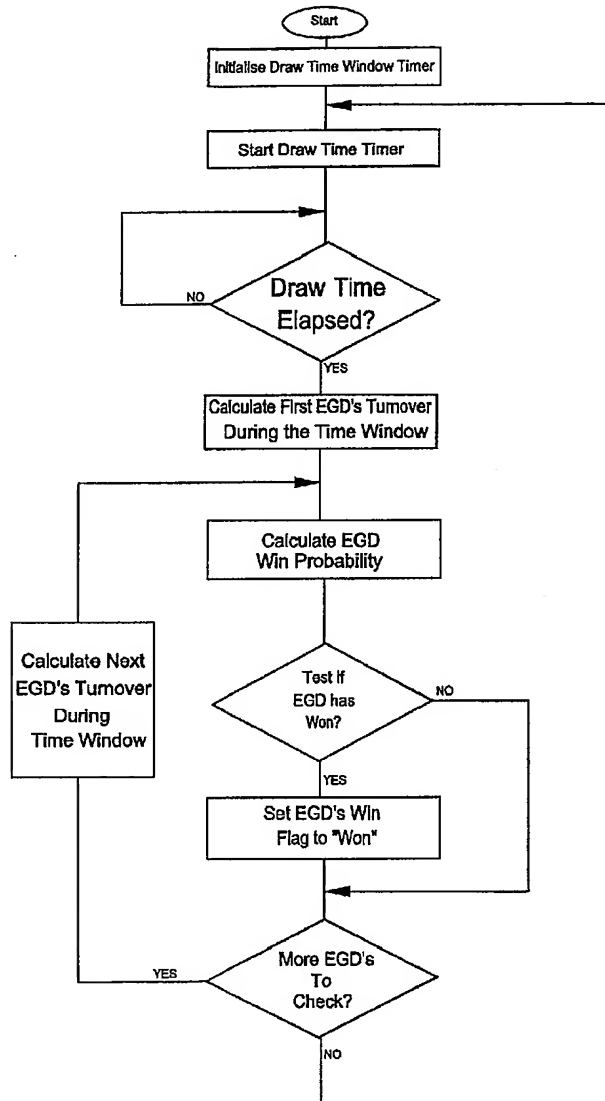 Start
Initialise Draw Time Window Timer
Start Draw Time Timer
Draw Time
Elapsed?
NO
YES
Calculate First EGD's Turnover
During the Time Window
Calculate EGD
Win Probability
Calculate Next
EGD's Turnover
During
Time Window
Test if
EGD has
Won?
NO
YES
Set EGD's Win
Flag to "Won"
More EGD's
To
Check?
YES
NO